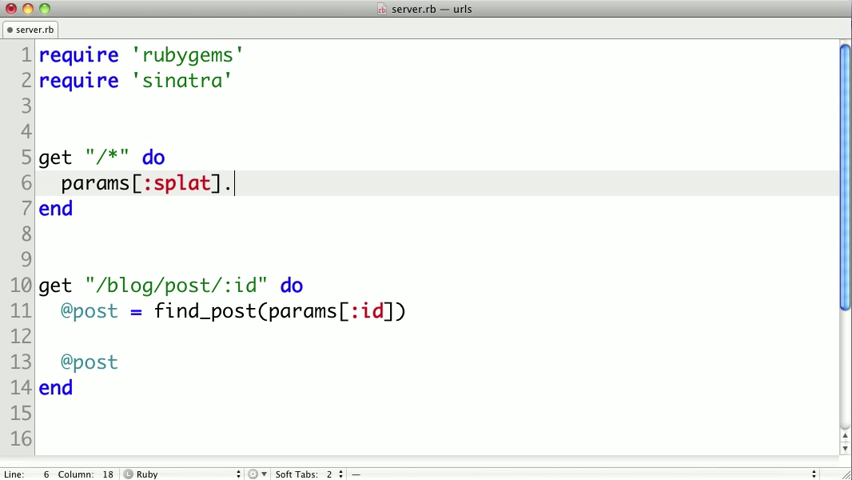 server.rb — urls
server.rb
1 require 'rubygems'
2 require 'sinatra'
3
4
5 get "/*" do
6   params[:splat].
7 end
8
9
10 get "/blog/post/:id" do
11   @post = find_post(params[:id])
12
13   @post
14 end
15
16
Line: 6 Column: 18 L Ruby Soft Tabs: 2 —